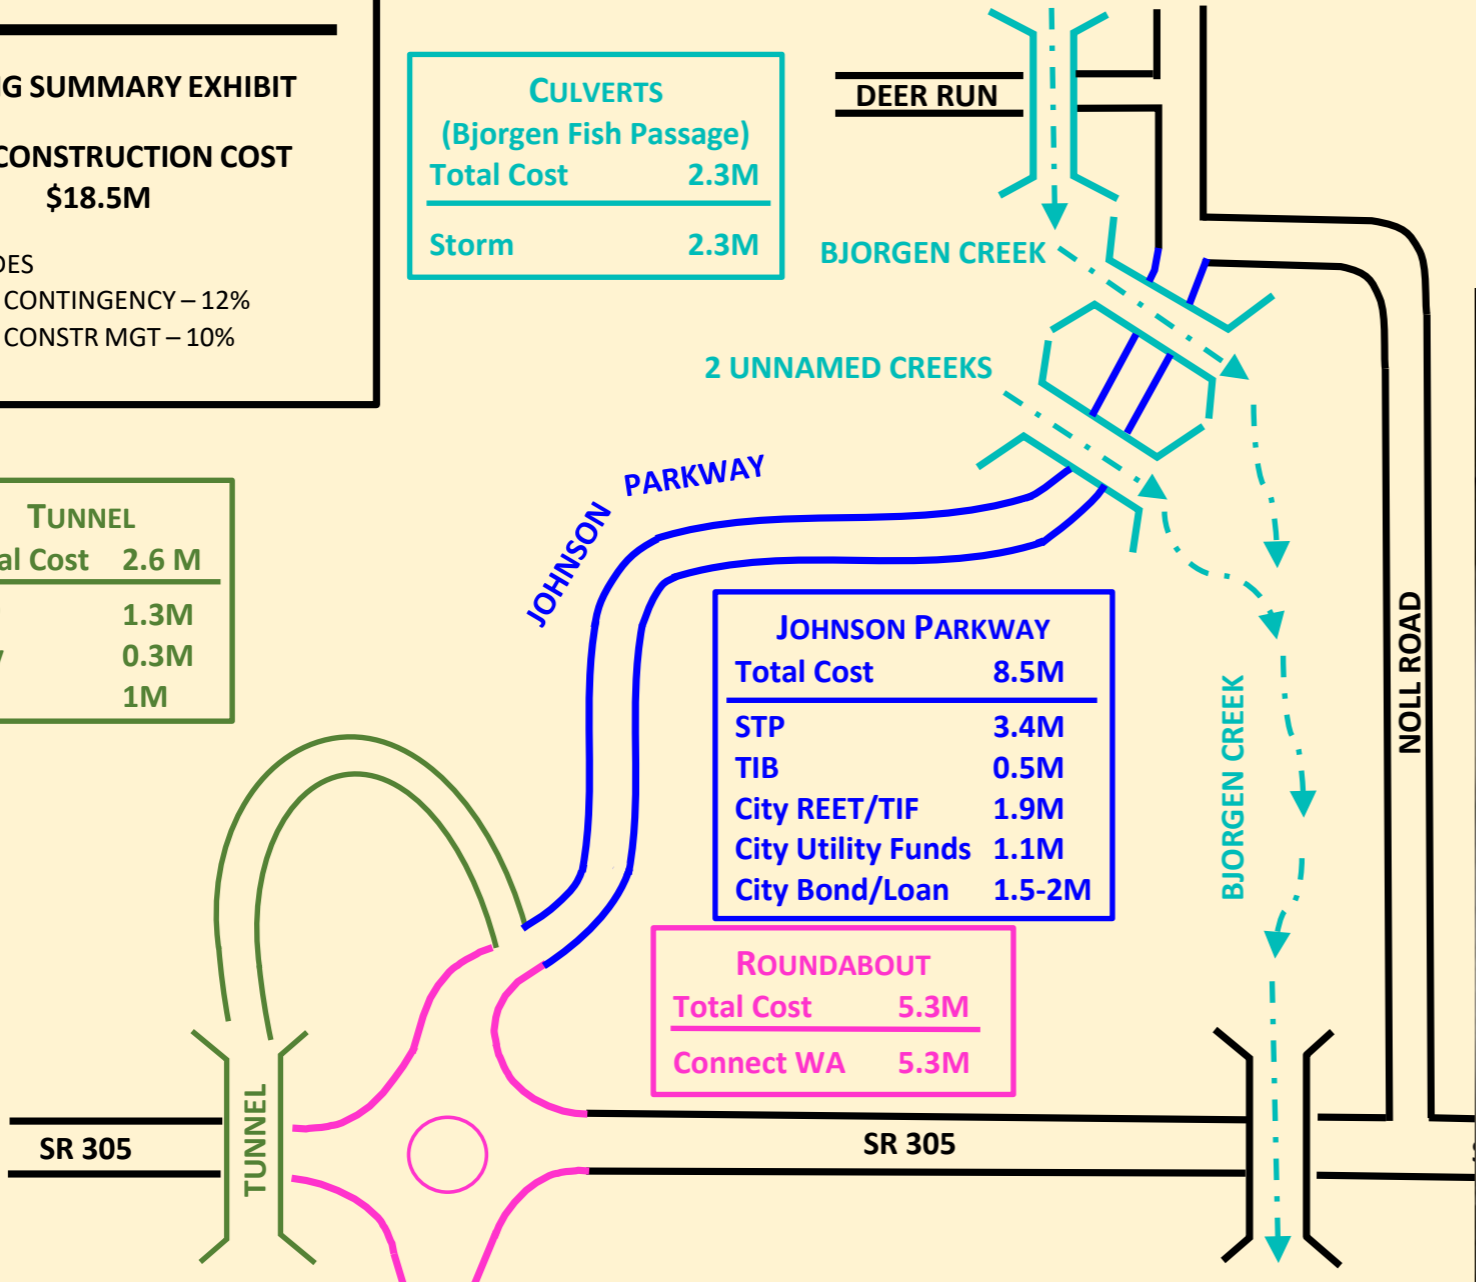 G SUMMARY EXHIBIT
CONSTRUCTION COST
$18.5M
DES
CONTINGENCY – 12%
CONSTR MGT – 10%
CULVERTS
(Bjorgen Fish Passage)
Total Cost 2.3M
Storm 2.3M
DEER RUN
BJORGEN CREEK
2 UNNAMED CREEKS
JOHNSON PARKWAY
TUNNEL
al Cost 2.6 M
1.3M
0.3M
1M
JOHNSON PARKWAY
Total Cost 8.5M
STP 3.4M
TIB 0.5M
City REET/TIF 1.9M
City Utility Funds 1.1M
City Bond/Loan 1.5-2M
BJORGEN CREEK
NOLL ROAD
ROUNDABOUT
Total Cost 5.3M
Connect WA 5.3M
TUNNEL
SR 305
SR 305